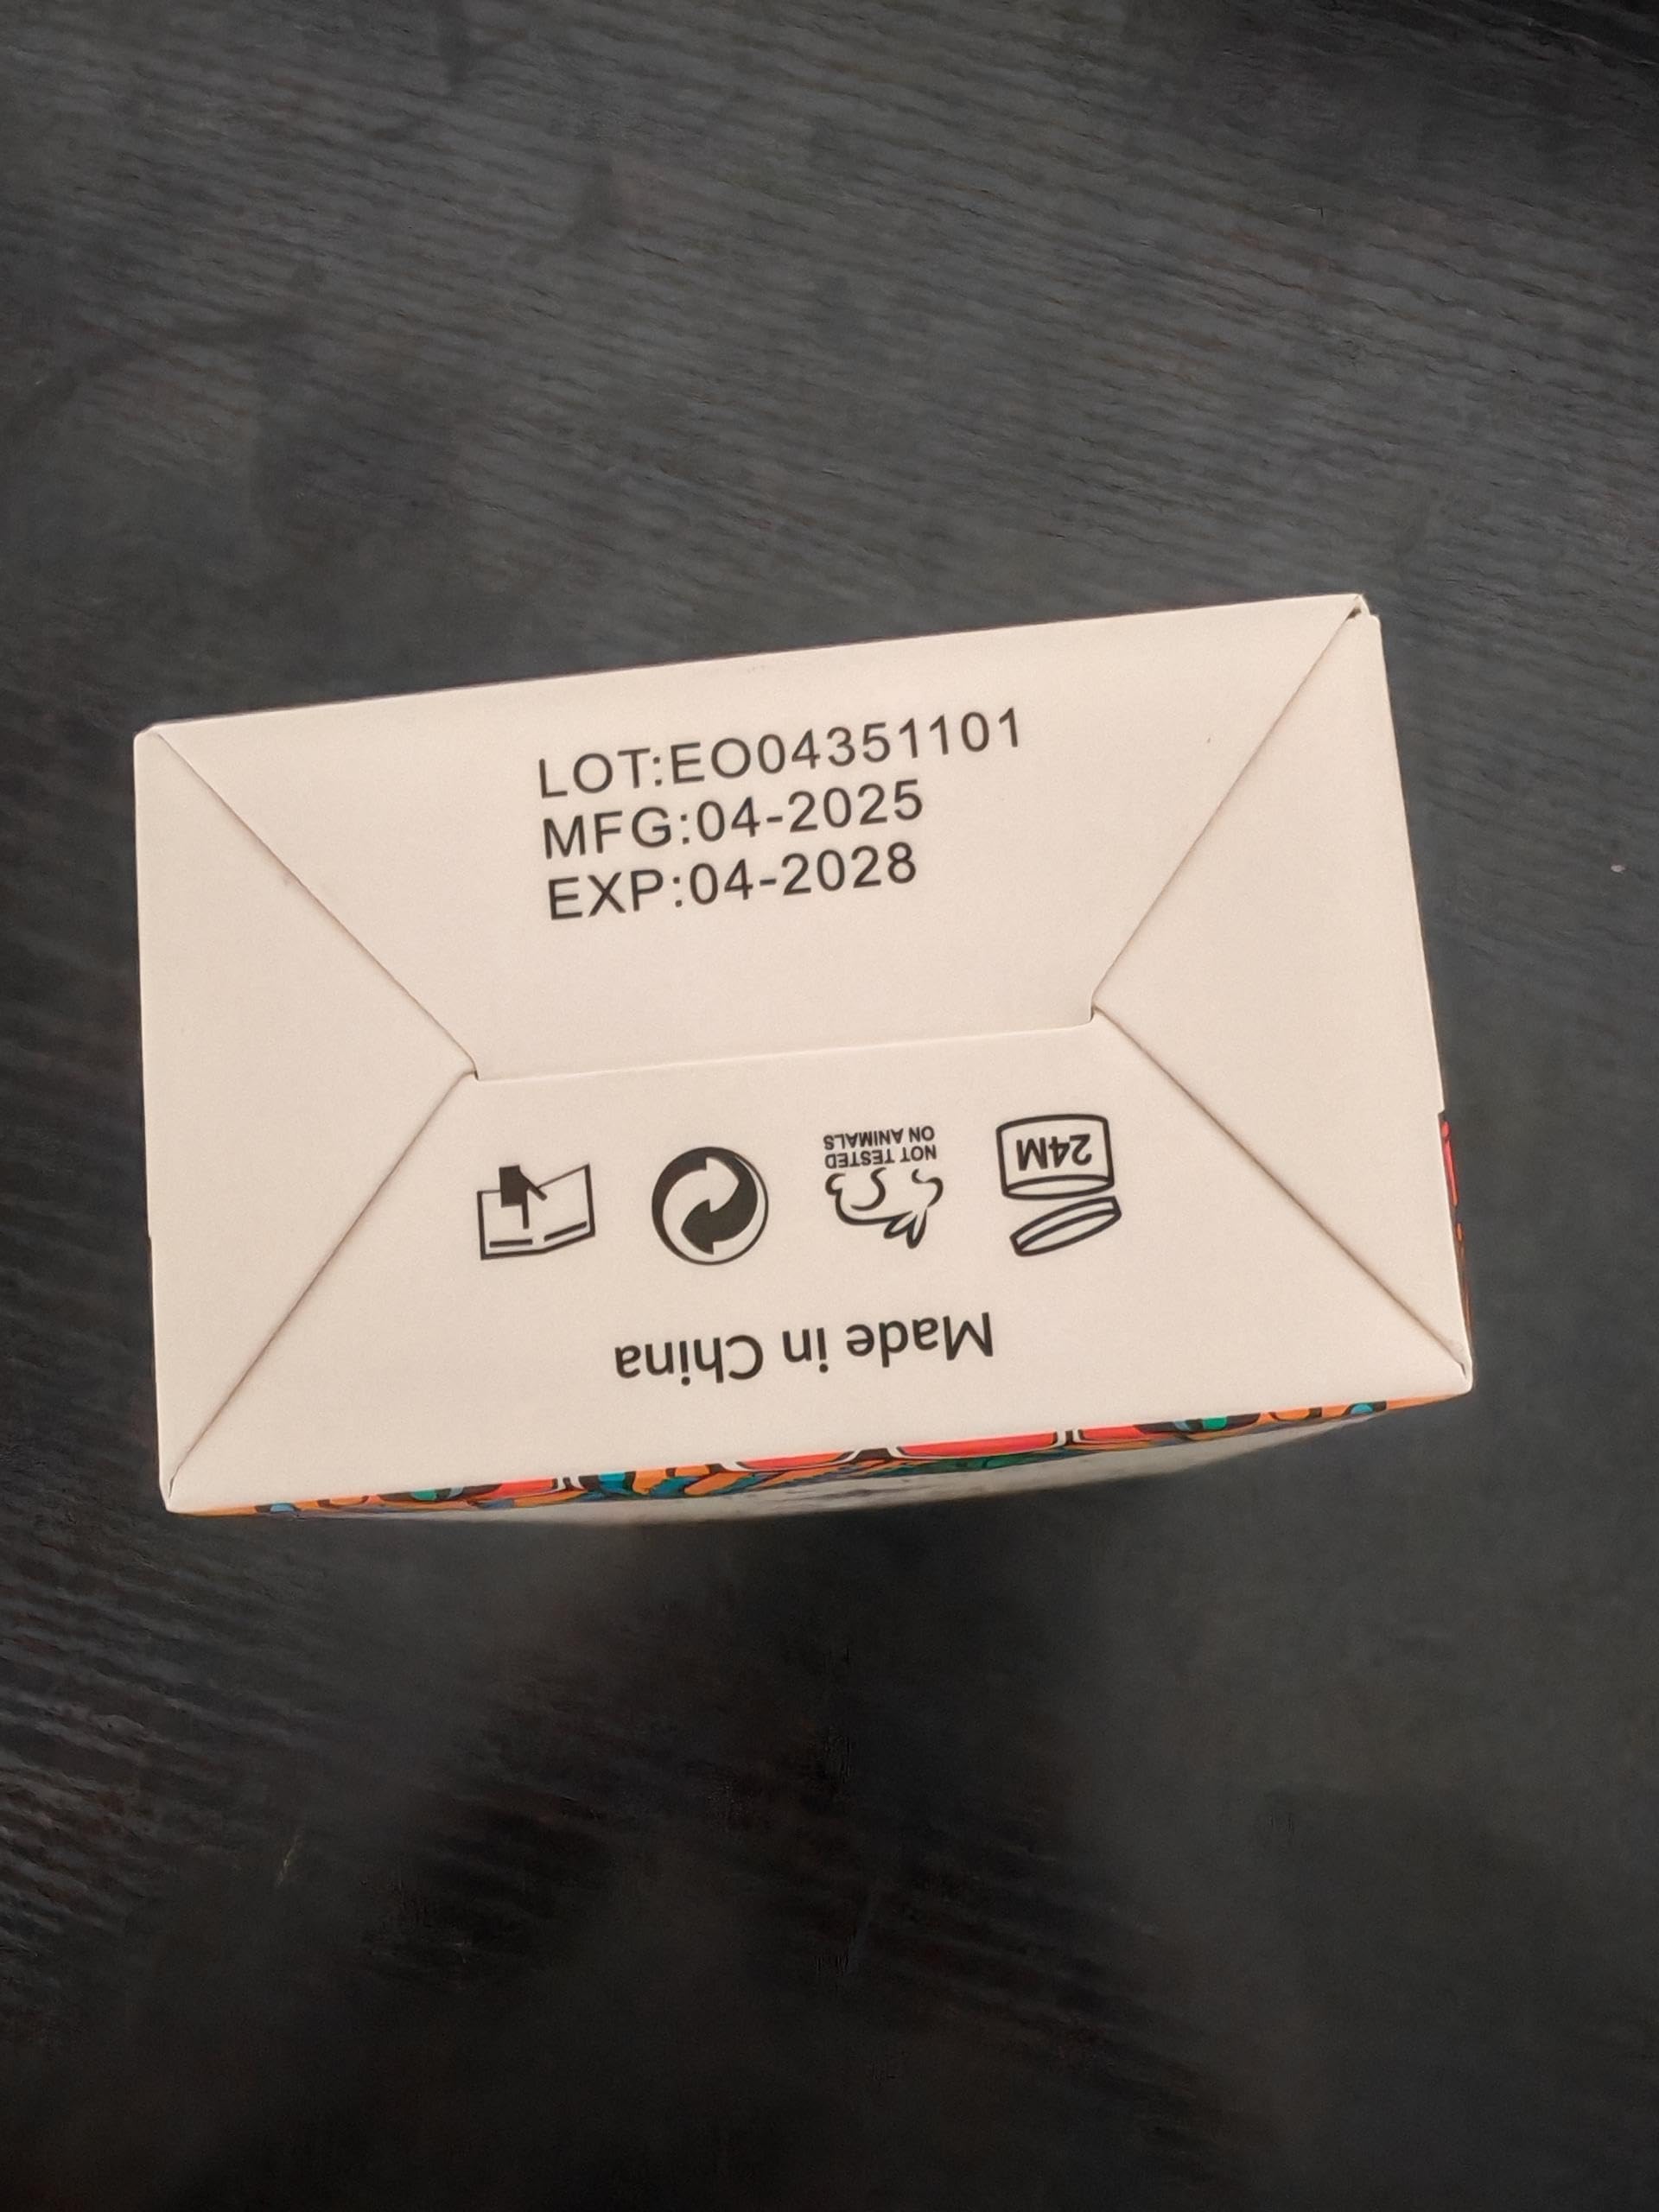 LOT:EO04351101
MFG:04-2025
EXP:04-2028
Made in China
24M
NOT TESTED
ON ANIMALS